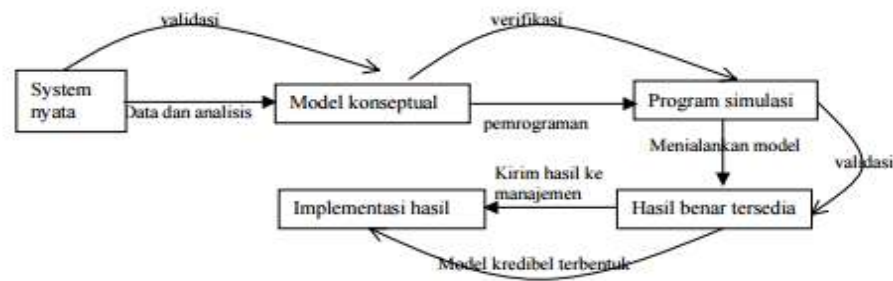 validasi
verifikasi
System
nyata
Data dan analisis
Model konseptual
pemrograman
Program simulasi
Menialankan model
validasi
Kirim hasil ke
manajemen
Implementasi hasil
Hasil benar tersedia
Model kredibel terbentuk